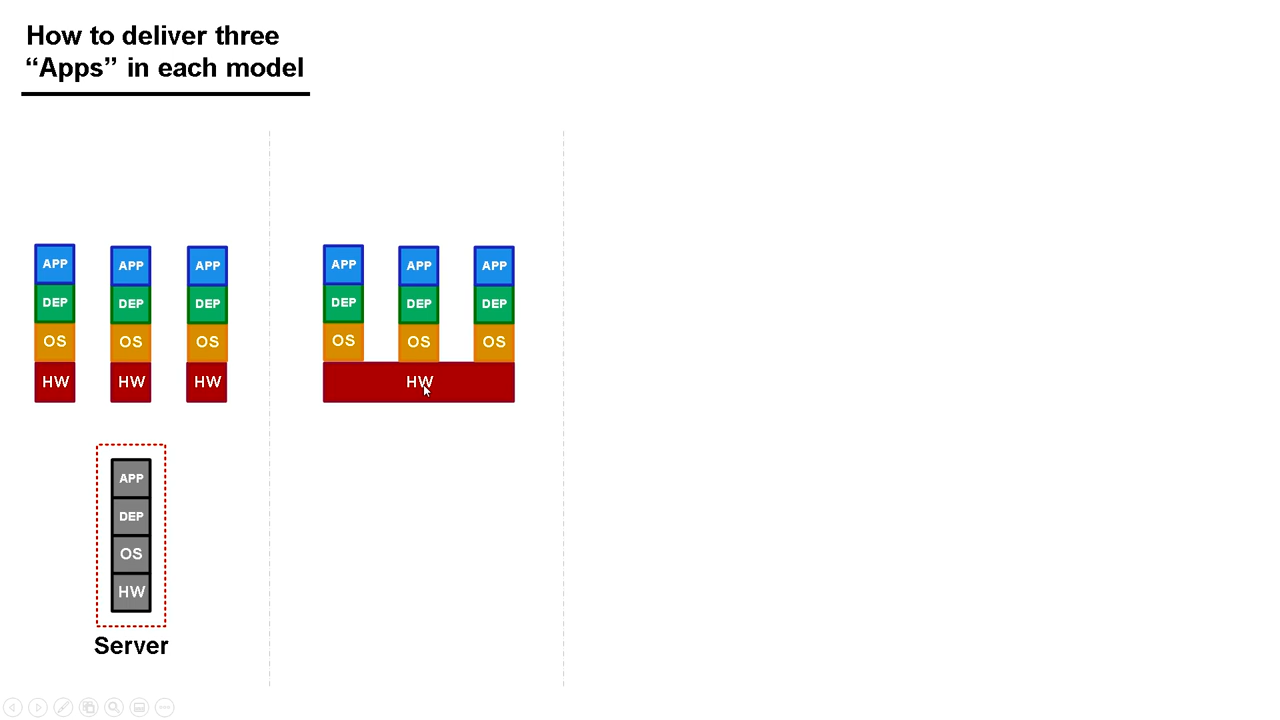 How to deliver three
“Apps” in each model
APP APP APP
DEP DEP DEP
OS OS OS
HW HW HW
APP APP APP
DEP DEP DEP
OS OS OS
HW
APP
DEP
OS
HW
Server